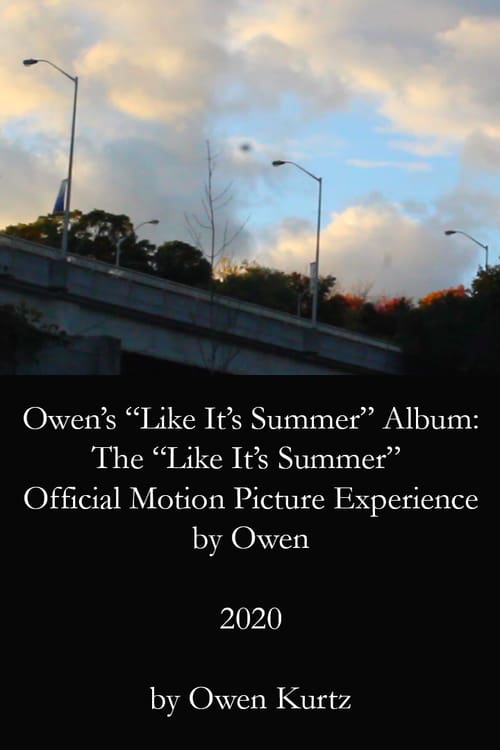 Owen's “Like It's Summer” Album:
The “Like It's Summer”
Official Motion Picture Experience
by Owen
2020
by Owen Kurtz